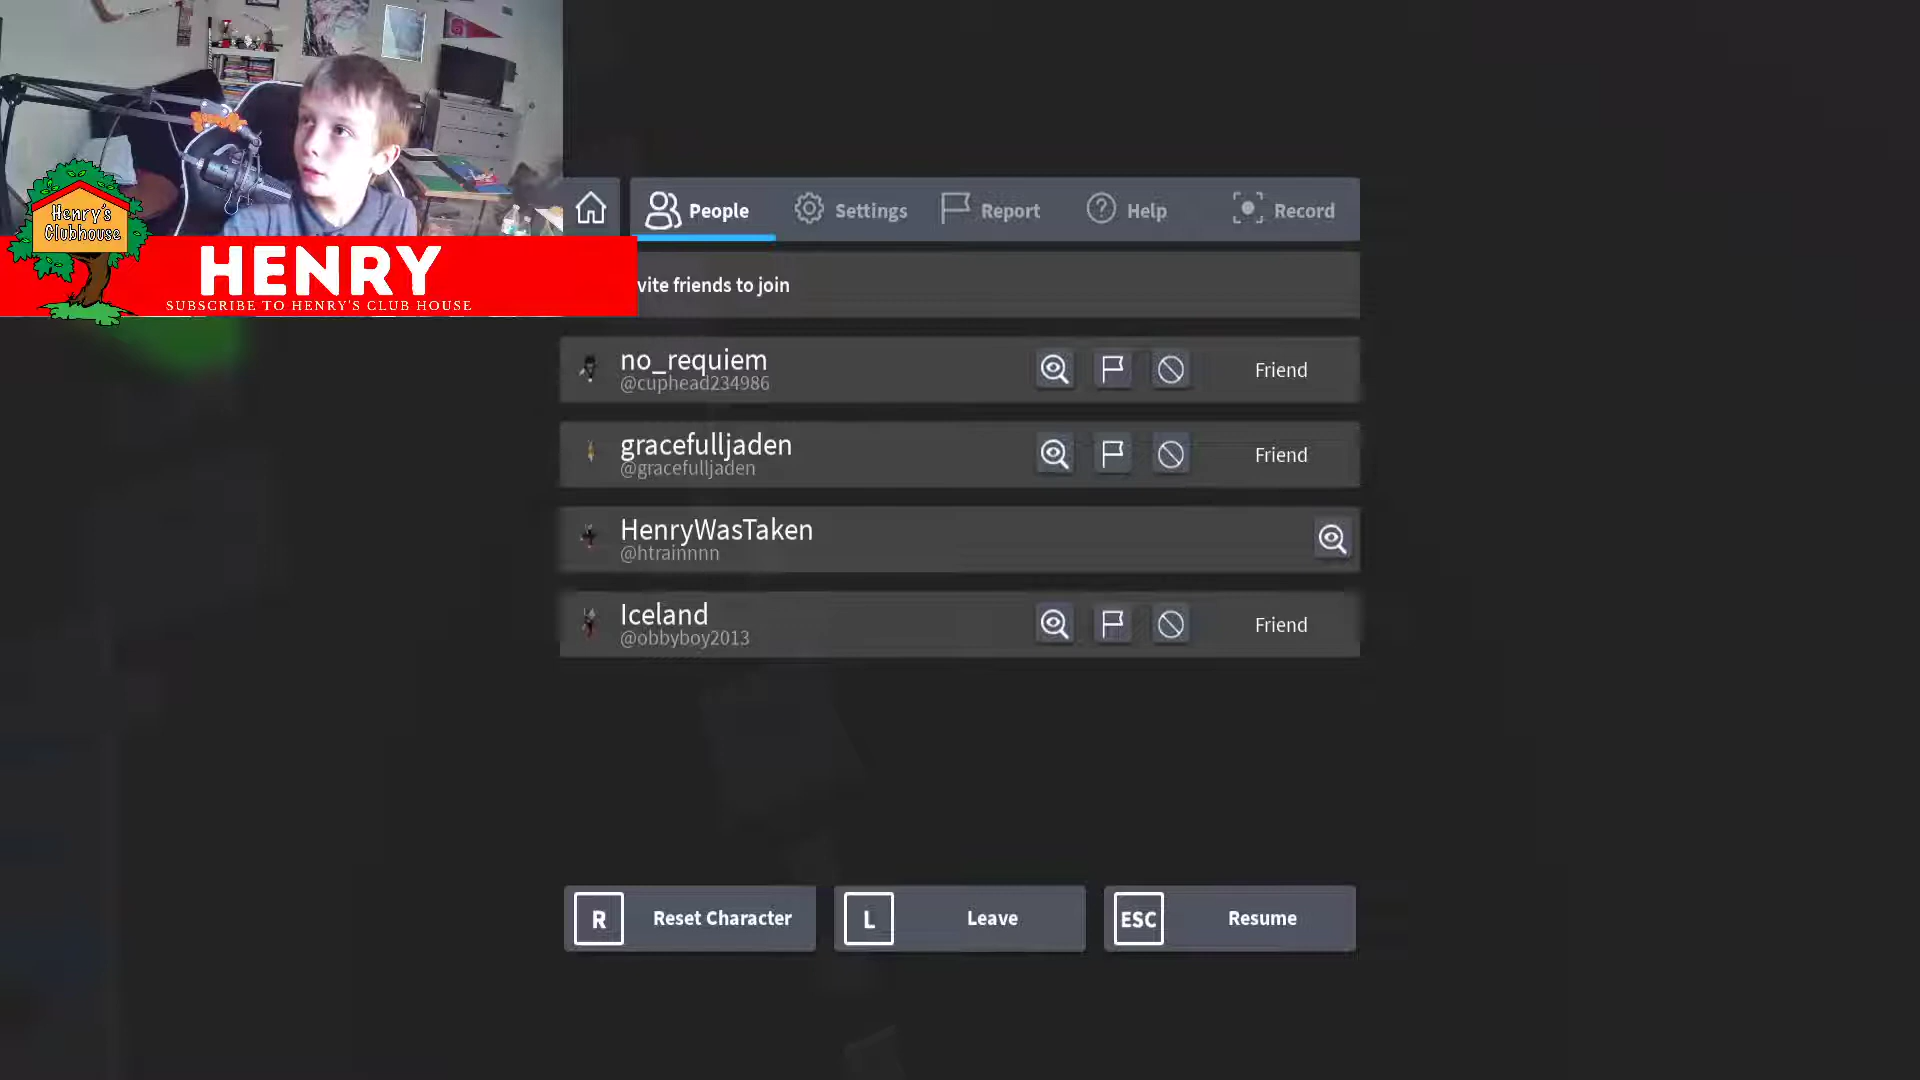 Henry's
Clubhouse
HENRY
SUBSCRIBE TO HENRY'S CLUB HOUSE
People
Settings
Report
Help
Record
vite friends to join
no_requiem
@cuphead234986
Friend
gracefulljaden
@gracefulljaden
Friend
HenryWasTaken
@htrainnnn
Iceland
@obbyboy2013
Friend
R Reset Character
L Leave
ESC Resume